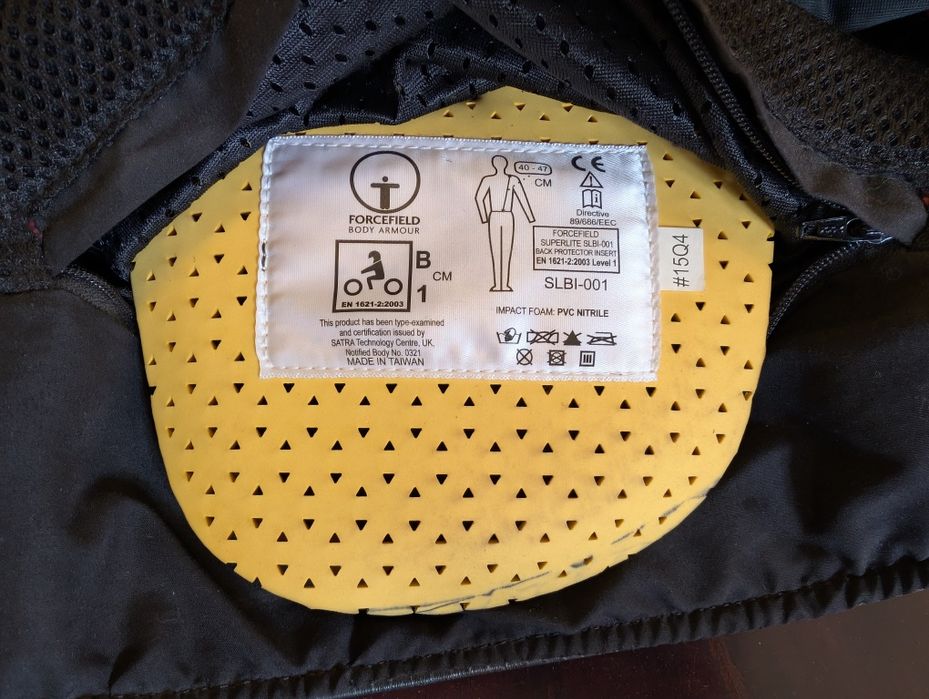 FORCEFIELD
BODY ARMOUR
B
1
CM
EN 1621-2:2003
This product has been type-examined
and certification issued by
SATRA Technology Centre, UK.
Notified Body No. 0321
MADE IN TAIWAN
40 - 47
CM
CE
Directive
89/686/EEC
FORCEFIELD
SUPERLITE SLBI-001
BACK PROTECTOR INSERT
EN 1621-2:2003 Level 1
SLBI-001
IMPACT FOAM: PVC NITRILE
#15Q4